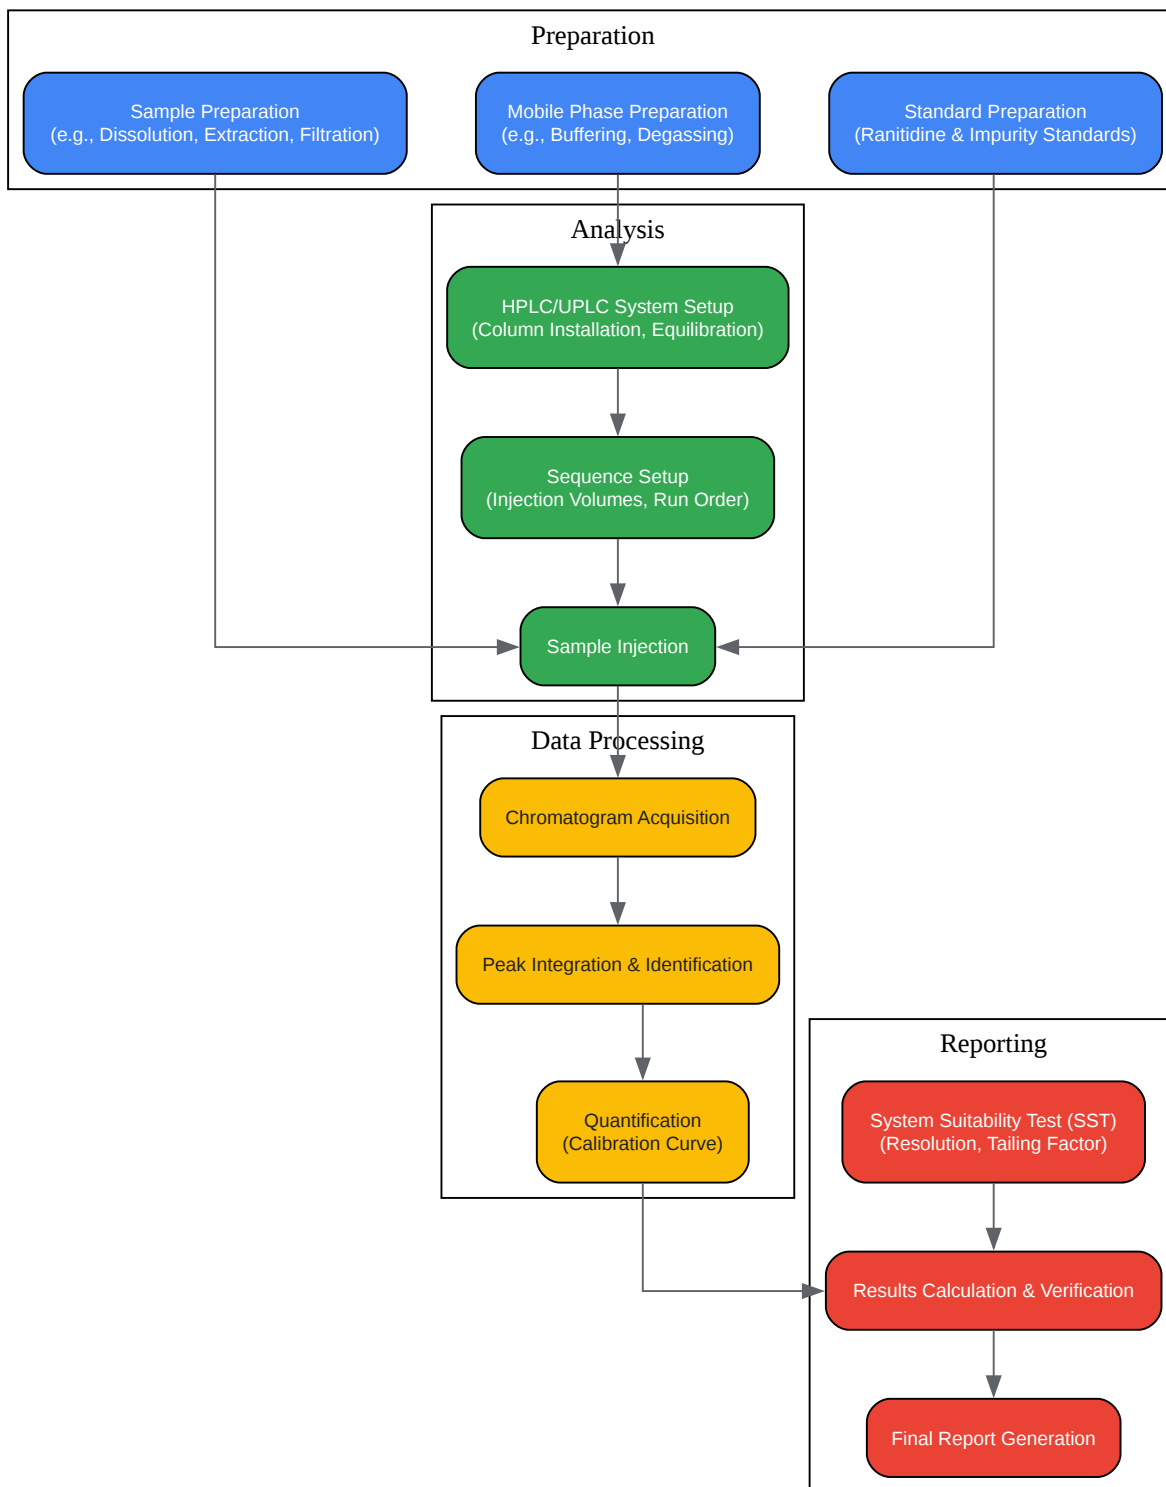 Preparation
Sample Preparation
(e.g., Dissolution, Extraction, Filtration)
Mobile Phase Preparation
(e.g., Buffering, Degassing)
Standard Preparation
(Ranitidine & Impurity Standards)
Analysis
HPLC/UPLC System Setup
(Column Installation, Equilibration)
Sequence Setup
(Injection Volumes, Run Order)
Sample Injection
Data Processing
Chromatogram Acquisition
Peak Integration & Identification
Quantification
(Calibration Curve)
Reporting
System Suitability Test (SST)
(Resolution, Tailing Factor)
Results Calculation & Verification
Final Report Generation